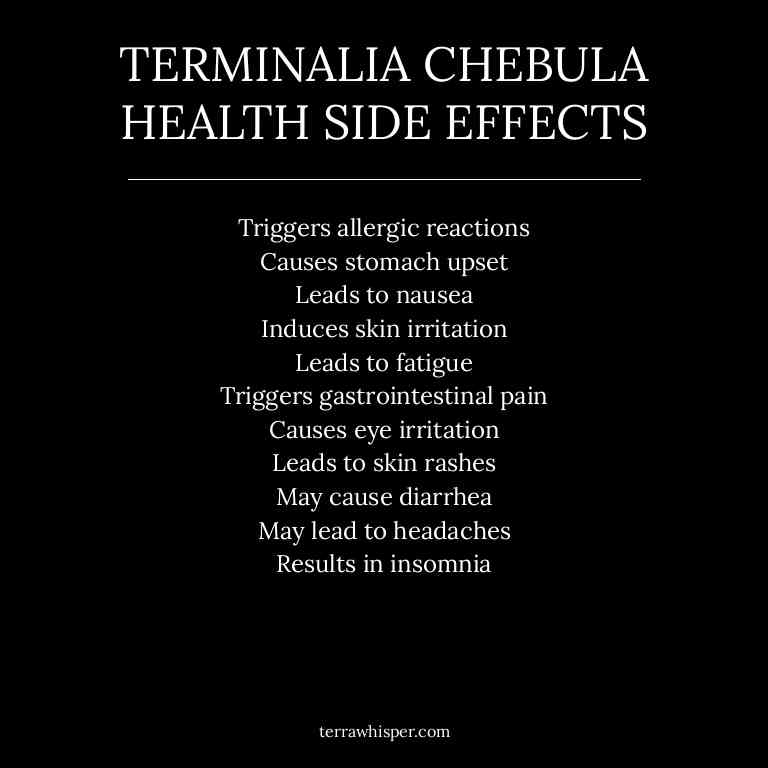 TERMINALIA CHEBULA
HEALTH SIDE EFFECTS
Triggers allergic reactions
Causes stomach upset
Leads to nausea
Induces skin irritation
Leads to fatigue
Triggers gastrointestinal pain
Causes eye irritation
Leads to skin rashes
May cause diarrhea
May lead to headaches
Results in insomnia
terrawhisper.com